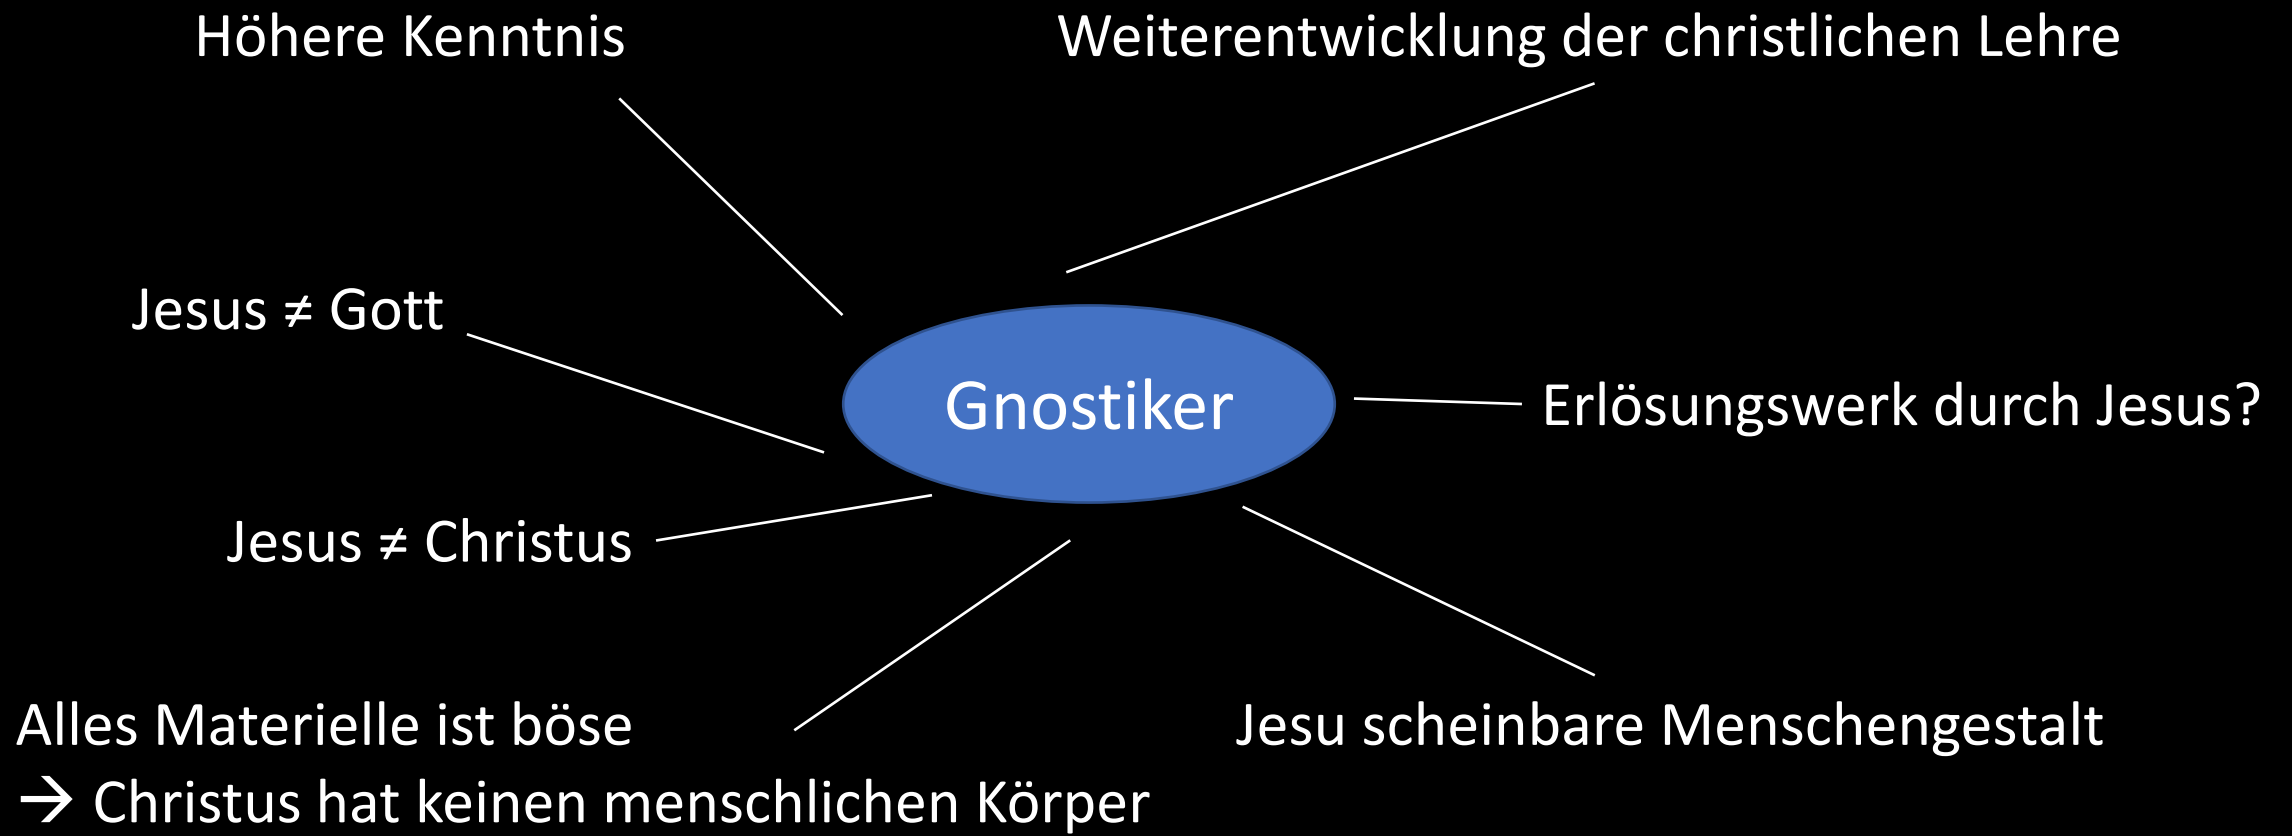 Höhere Kenntnis
Weiterentwicklung der christlichen Lehre
Jesus ≠ Gott
Gnostiker
Erlösungswerk durch Jesus?
Jesus ≠ Christus
Alles Materielle ist böse
→ Christus hat keinen menschlichen Körper
Jesu scheinbare Menschengestalt